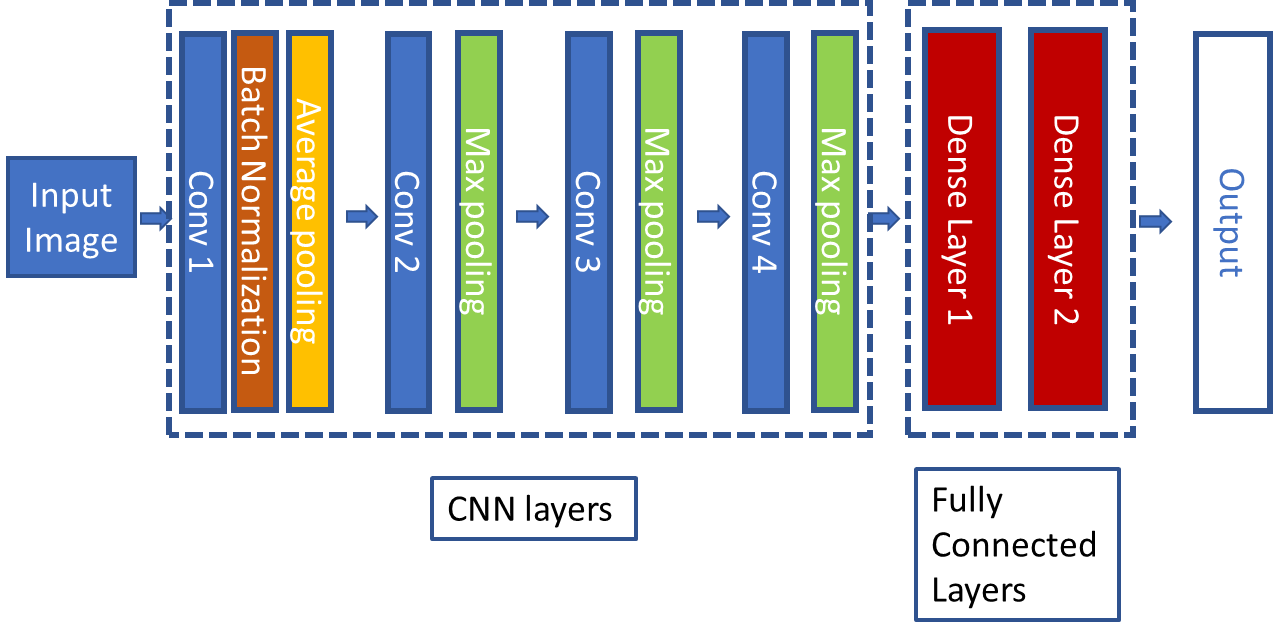 Input
Image
Conv 1
Batch Normalization
Average pooling
Conv 2
Max pooling
Conv 3
Max pooling
Conv 4
Max pooling
Dense Layer 1
Dense Layer 2
Output
CNN layers
Fully
Connected
Layers